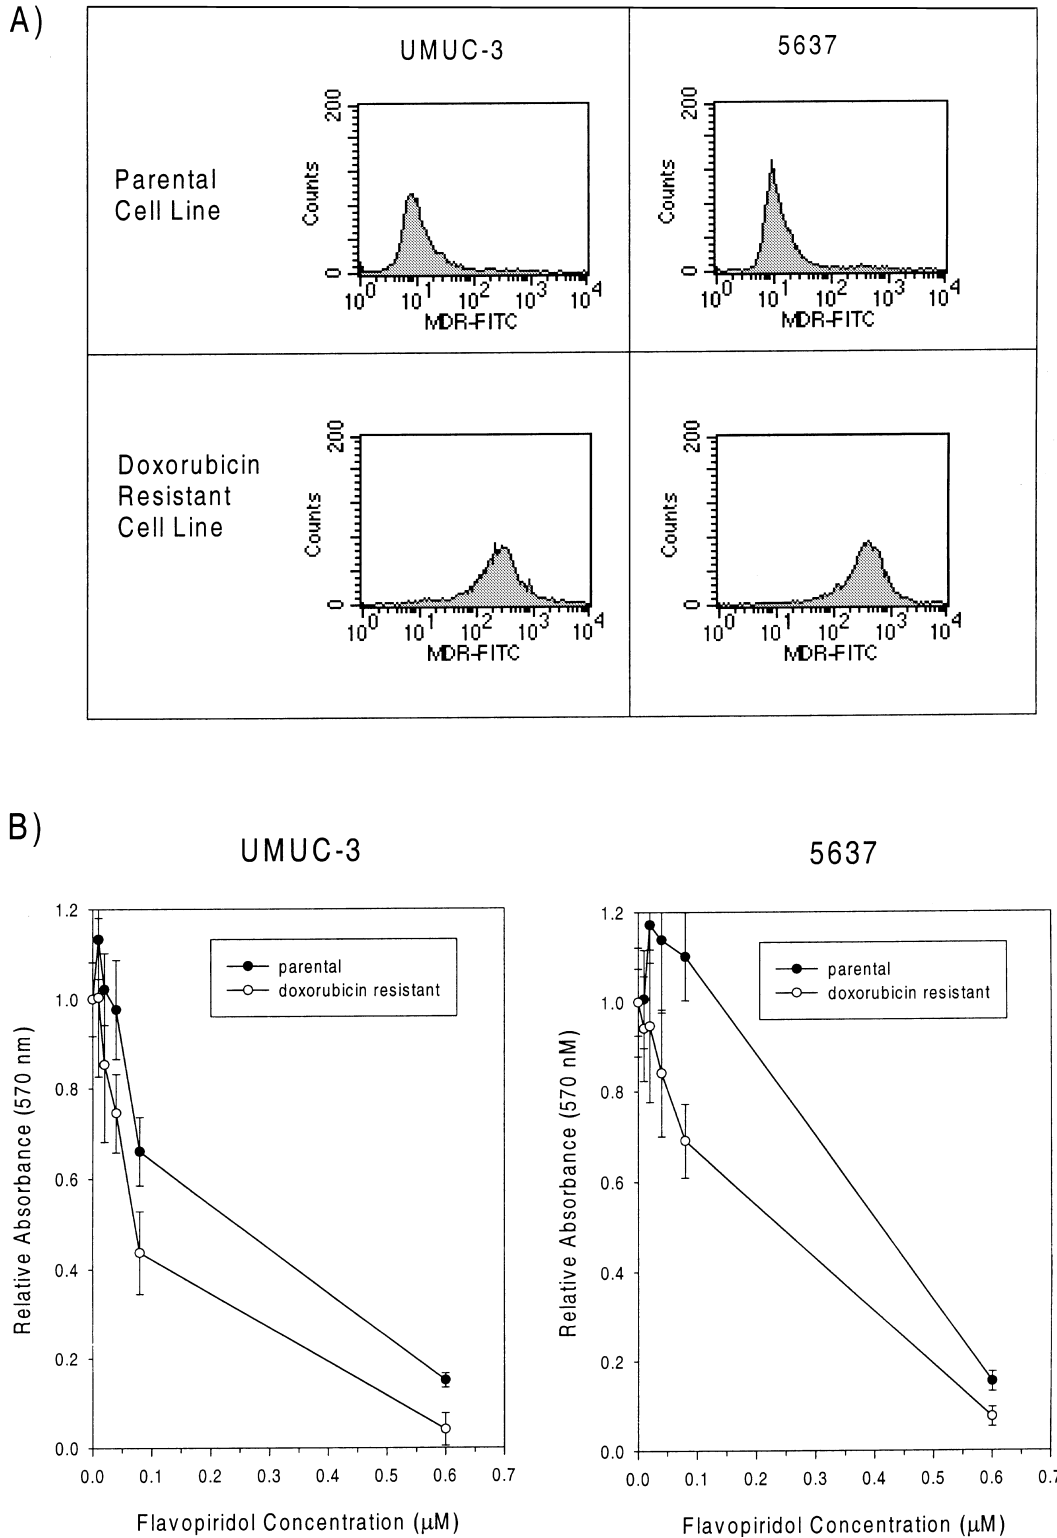 A)
UMUC-3
5637
Parental
Cell Line
200
Counts
0
10^0 10^1 10^2 10^3 10^4
MDR-FITC
200
Counts
0
10^0 10^1 10^2 10^3 10^4
MDR-FITC
Doxorubicin
Resistant
Cell Line
200
Counts
0
10^0 10^1 10^2 10^3 10^4
MDR-FITC
200
Counts
0
10^0 10^1 10^2 10^3 10^4
MDR-FITC
B)
UMUC-3
Relative Absorbance (570 nm)
1.2
1.0
0.8
0.6
0.4
0.2
0.0
parental
doxorubicin resistant
0.0 0.1 0.2 0.3 0.4 0.5 0.6 0.7
Flavopiridol Concentration (μM)
5637
Relative Absorbance (570 nM)
1.2
1.0
0.8
0.6
0.4
0.2
0.0
parental
doxorubicin resistant
0.0 0.1 0.2 0.3 0.4 0.5 0.6 0.7
Flavopiridol Concentration (μM)